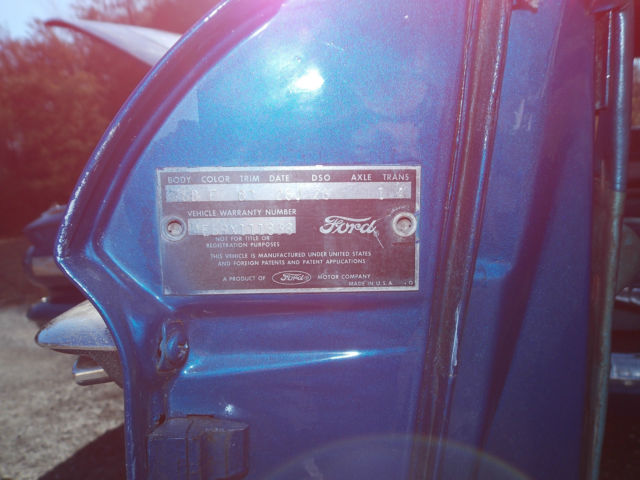 BODY COLOR TRIM DATE DSO AXLE TRANS
VEHICLE WARRANTY NUMBER
Ford
NOT FOR TITLE OR
REGISTRATION PURPOSES
THIS VEHICLE IS MANUFACTURED UNDER UNITED STATES
AND FOREIGN PATENTS AND PATENT APPLICATIONS
A PRODUCT OF Ford MOTOR COMPANY
MADE IN U.S.A.